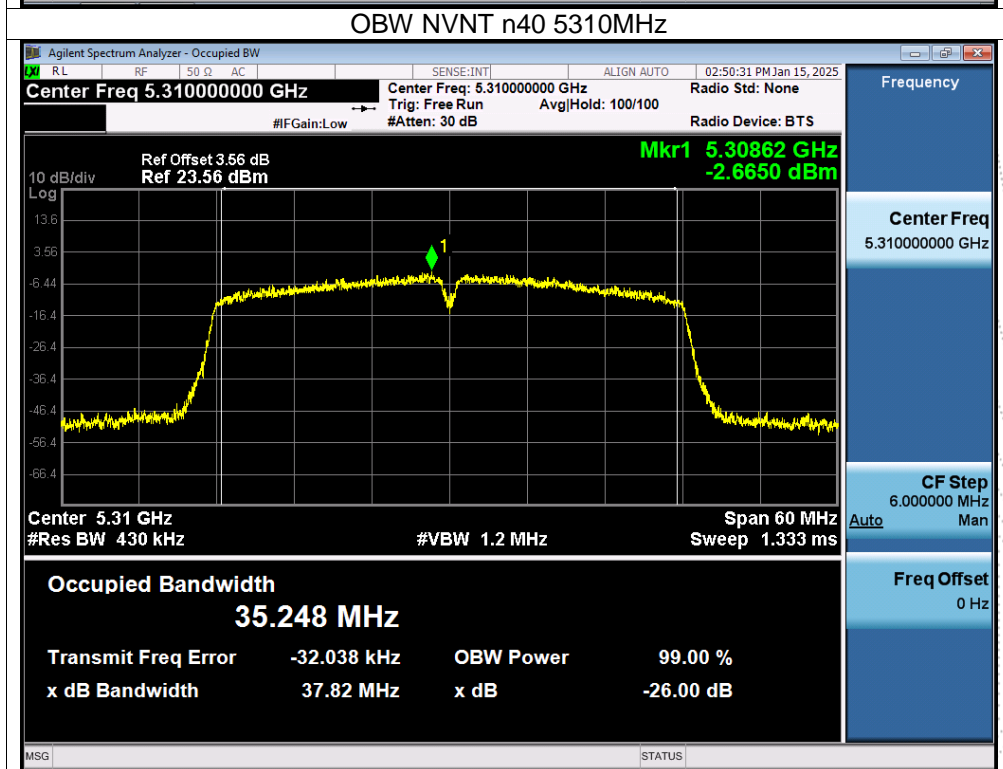 OBW NVNT n40 5310MHz
Agilent Spectrum Analyzer - Occupied BW
LXI RL RF 50 Ω AC SENSE:INT ALIGN AUTO 02:50:31 PM Jan 15, 2025
Center Freq 5.310000000 GHz
Center Freq: 5.310000000 GHz Radio Std: None
Trig: Free Run Avg|Hold: 100/100
#IFGain:Low #Atten: 30 dB Radio Device: BTS
Frequency
Mkr1 5.30862 GHz
-2.6650 dBm
Ref Offset 3.56 dB
10 dB/div Ref 23.56 dBm
Log
13.6
3.56
-6.44
-16.4
-26.4
-36.4
-46.4
-56.4
-66.4
1
Center 5.31 GHz Span 60 MHz
#Res BW 430 kHz #VBW 1.2 MHz Sweep 1.333 ms
Center Freq
5.310000000 GHz
CF Step
6.000000 MHz
Auto Man
Freq Offset
0 Hz
Occupied Bandwidth
35.248 MHz
Transmit Freq Error -32.038 kHz OBW Power 99.00 %
x dB Bandwidth 37.82 MHz x dB -26.00 dB
MSG STATUS